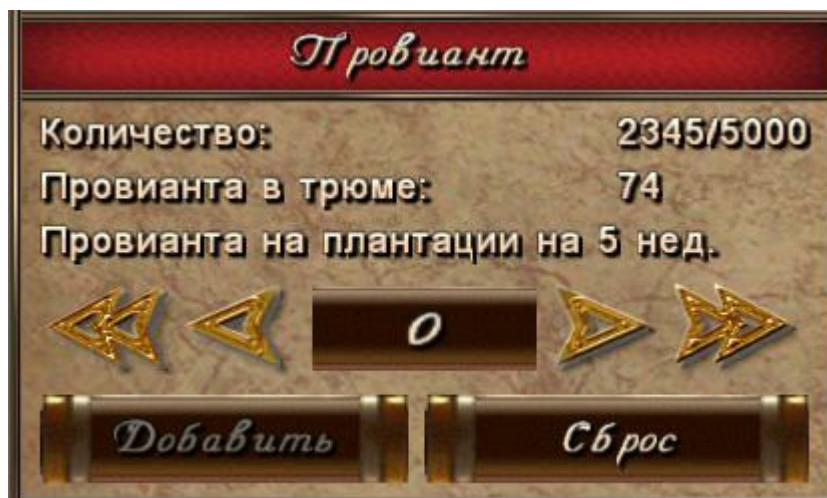 Провиант
Количество: 2345/5000
Провианта в трюме: 74
Провианта на плантации на 5 нед.
0
Добавить Сброс